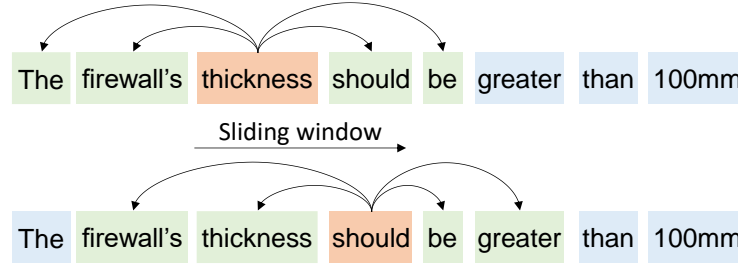 The firewall’s thickness should be greater than 100mm
Sliding window
The firewall’s thickness should be greater than 100mm